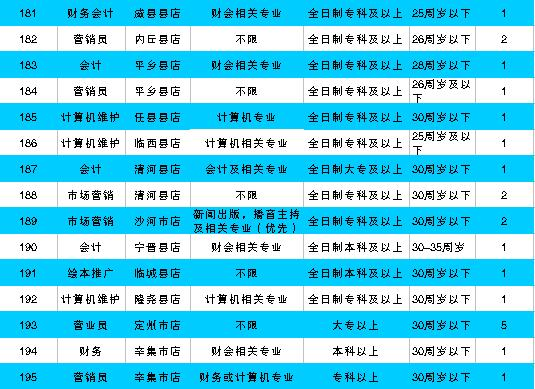 181 财务会计 威县县店 财会相关专业 全日制专科及以上 25周岁以下 1
182 营销员 内丘县店 不限 全日制专科及以上 26周岁以下 2
183 会计 平乡县店 财会相关专业 全日制专科及以上 28周岁以下 1
184 营销员 平乡县店 不限 全日制专科及以上 26周岁及以下 1
185 计算机维护 任县县店 计算机专业 全日制专科及以上 30周岁以下 1
186 计算机维护 临西县店 计算机相关专业 全日制专科及以上 25周岁及以下 1
187 会计 清河县店 会计及相关专业 全日制大专及以上 30周岁以下 1
188 市场营销 清河县店 不限 全日制专科及以上 30周岁以下 2
189 市场营销 沙河市店 新闻出版，播音主持及相关专业（优先） 全日制专科及以上 30周岁以下 2
190 会计 宁晋县店 财会相关专业 全日制本科及以上 30-35周岁 1
191 绘本推广 临城县店 不限 全日制本科及以上 30周岁以下 1
192 计算机维护 隆尧县店 计算机相关专业 全日制专科及以上 30周岁以下 1
193 营业员 定州市店 不限 大专以上 30周岁以下 5
194 财务 辛集市店 财会相关专业 本科以上 30周岁以下 1
195 营销员 辛集市店 财务或计算机专业 专科以上 30周岁以下 1